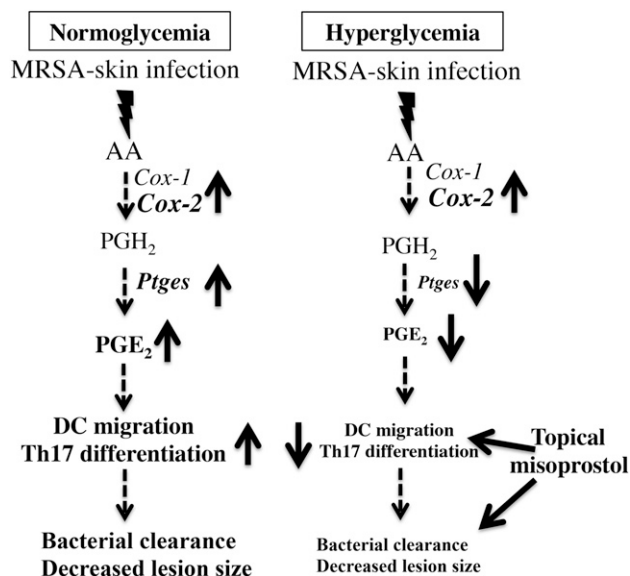 Normoglycemia
MRSA-skin infection
AA
Cox-1
Cox-2
PGH₂
Ptges
PGE₂
DC migration
Th17 differentiation
Bacterial clearance
Decreased lesion size
Hyperglycemia
MRSA-skin infection
AA
Cox-1
Cox-2
PGH₂
Ptges
PGE₂
DC migration
Th17 differentiation
Topical
misoprostol
Bacterial clearance
Decreased lesion size